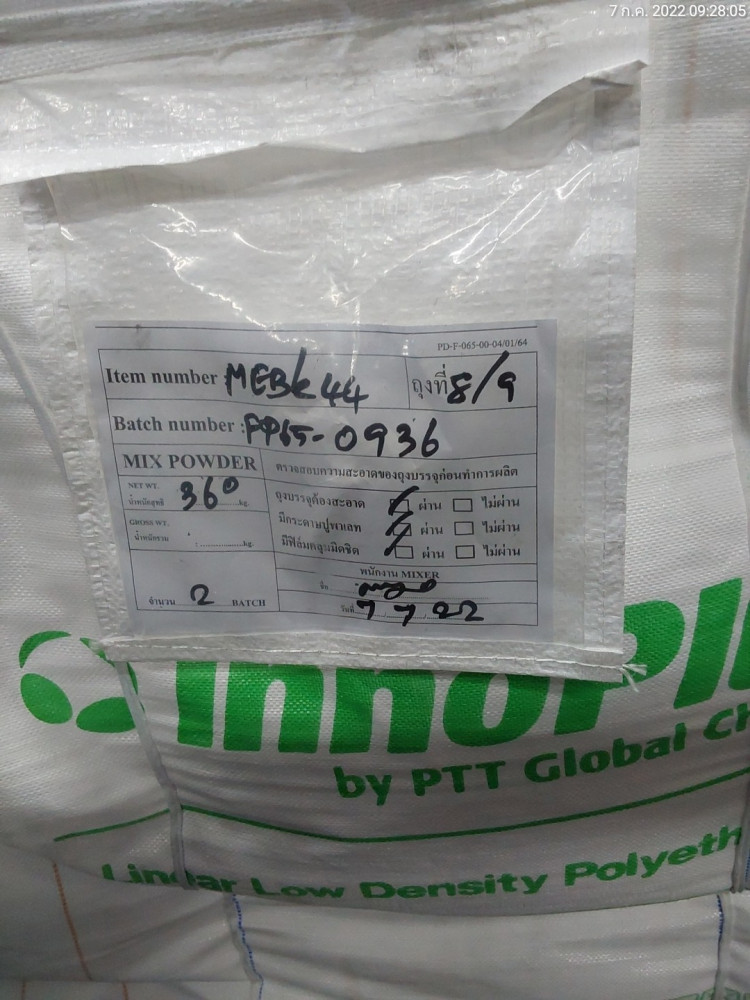 7 ก.ค. 2022 09:28:05
PD-F-065-00-04/01/64
Item number MEBk44 ถุงที่ 8/9
Batch number : PP65-0936
MIX POWDER ตรวจสอบความสะอาดของถุงบรรจุก่อนทำการผลิต
NET WT.
น้ำหนักสุทธิ 360 kg.
ถุงบรรจุต้องสะอาด ผ่าน ไม่ผ่าน
GROSS WT.
น้ำหนักรวม :............kg.
มีกระดาษปูพาเลท ผ่าน ไม่ผ่าน
มีฟิล์มคลุมมิดชิด ผ่าน ไม่ผ่าน
พนักงาน MIXER
จำนวน 2 BATCH
วันที่ 7/7/22
InnoPl
by PTT Global Ch
Linear Low Density Polyeth